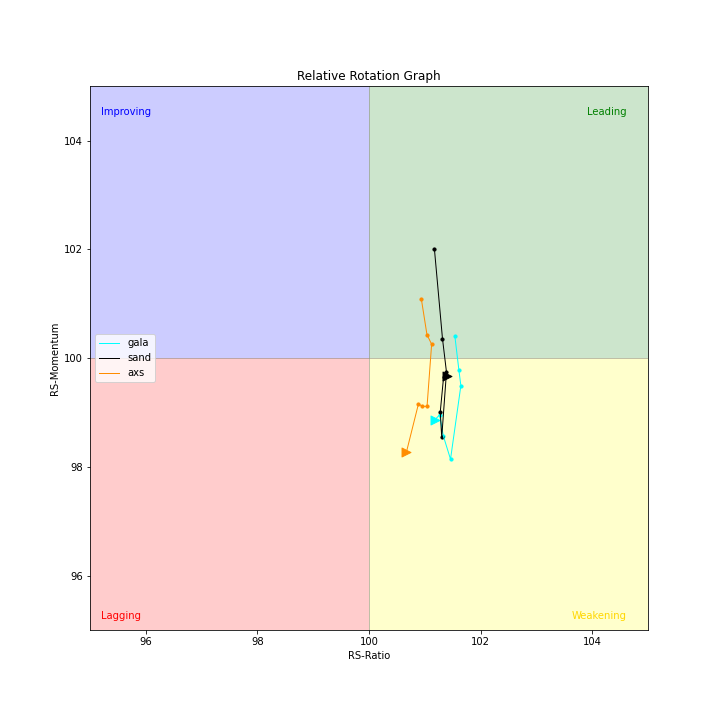 Relative Rotation Graph
Improving
Leading
104
102
RS-Momentum
gala
sand
axs
100
98
96
Lagging
Weakening
96
98
100
102
104
RS-Ratio